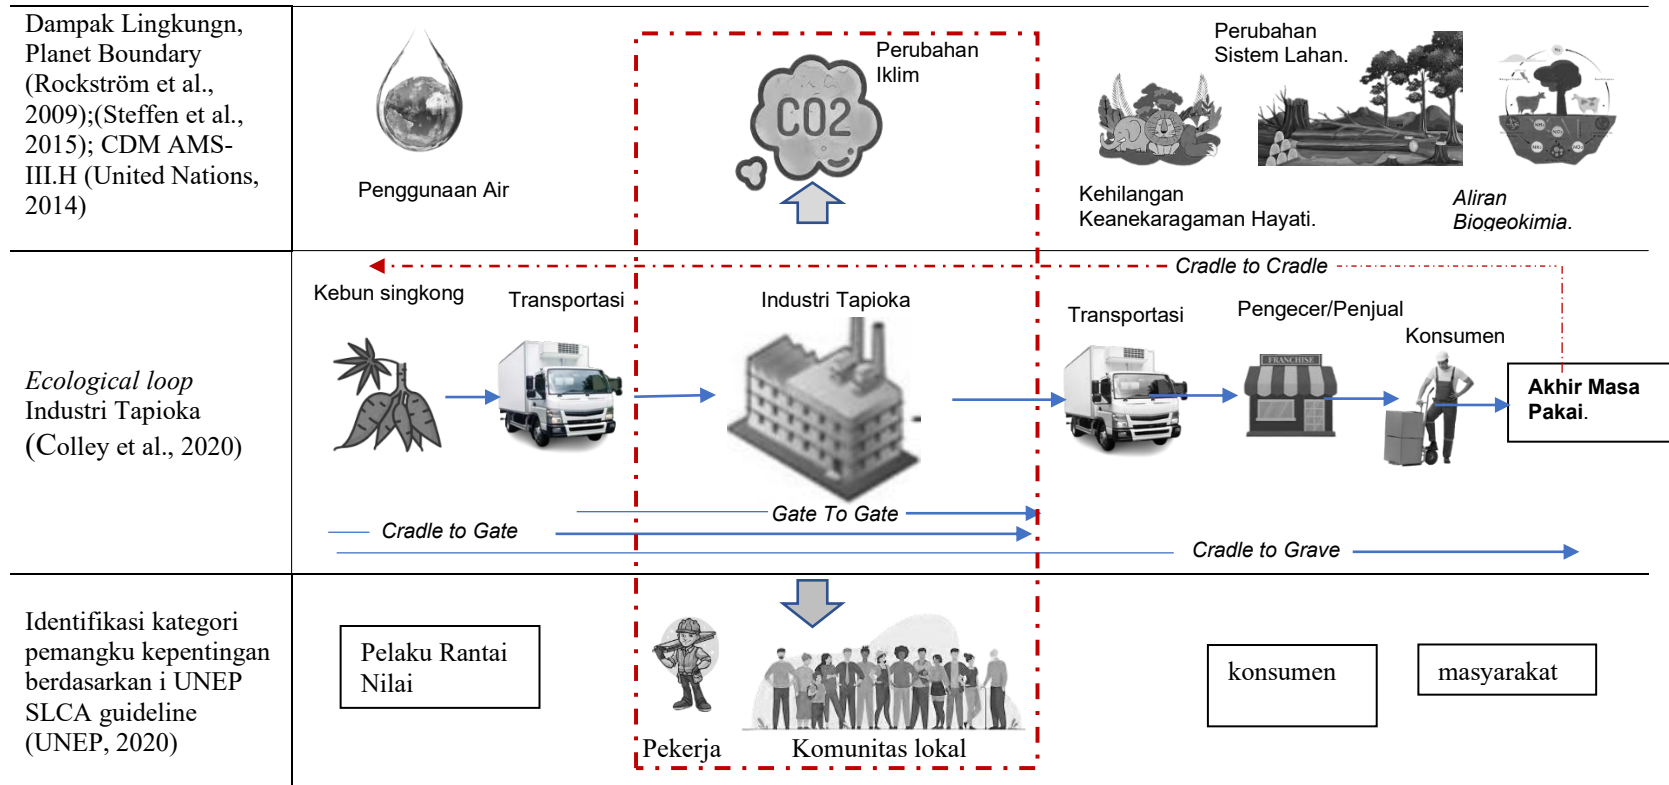 Dampak Lingkungn,
Planet Boundary
(Rockström et al.,
2009);(Steffen et al.,
2015); CDM AMS-
III.H (United Nations,
2014)
Penggunaan Air
CO2
Perubahan
Iklim
Kehilangan
Keanekaragaman Hayati.
Perubahan
Sistem Lahan.
Aliran
Biogeokimia.
Ecological loop
Industri Tapioka
(Colley et al., 2020)
Cradle to Cradle
Kebun singkong
Transportasi
Industri Tapioka
Transportasi
Pengecer/Penjual
FRANCHISE
Konsumen
Akhir Masa
Pakai.
Gate To Gate
Cradle to Gate
Cradle to Grave
Identifikasi kategori
pemangku kepentingan
berdasarkan i UNEP
SLCA guideline
(UNEP, 2020)
Pelaku Rantai
Nilai
Pekerja
Komunitas lokal
konsumen
masyarakat